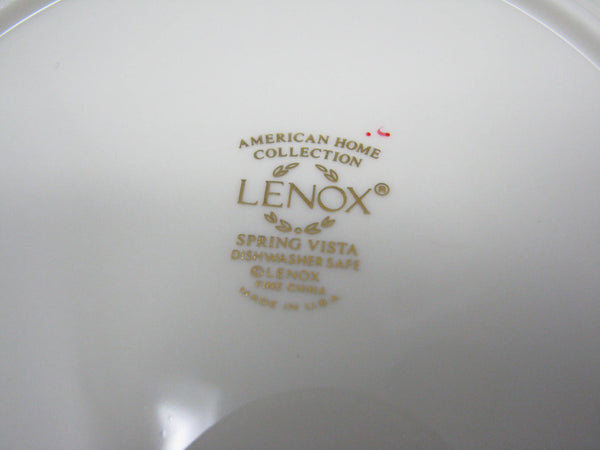 AMERICAN HOME
COLLECTION
LENOX®
SPRING VISTA
DISHWASHER SAFE
©LENOX
FINE CHINA
MADE IN U.S.A.